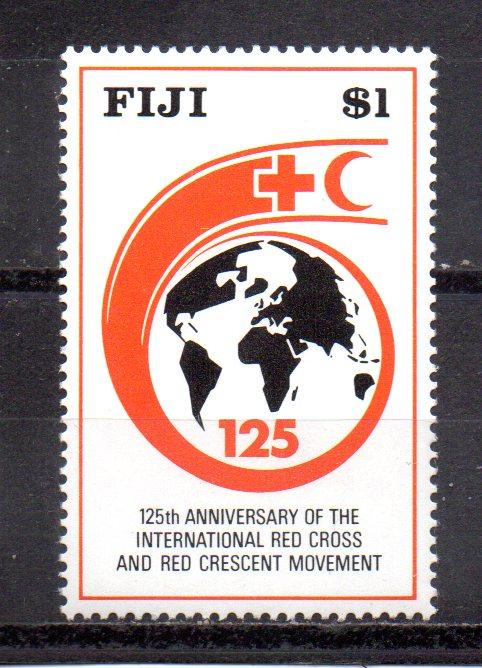 FIJI $1
125
125th ANNIVERSARY OF THE
INTERNATIONAL RED CROSS
AND RED CRESCENT MOVEMENT